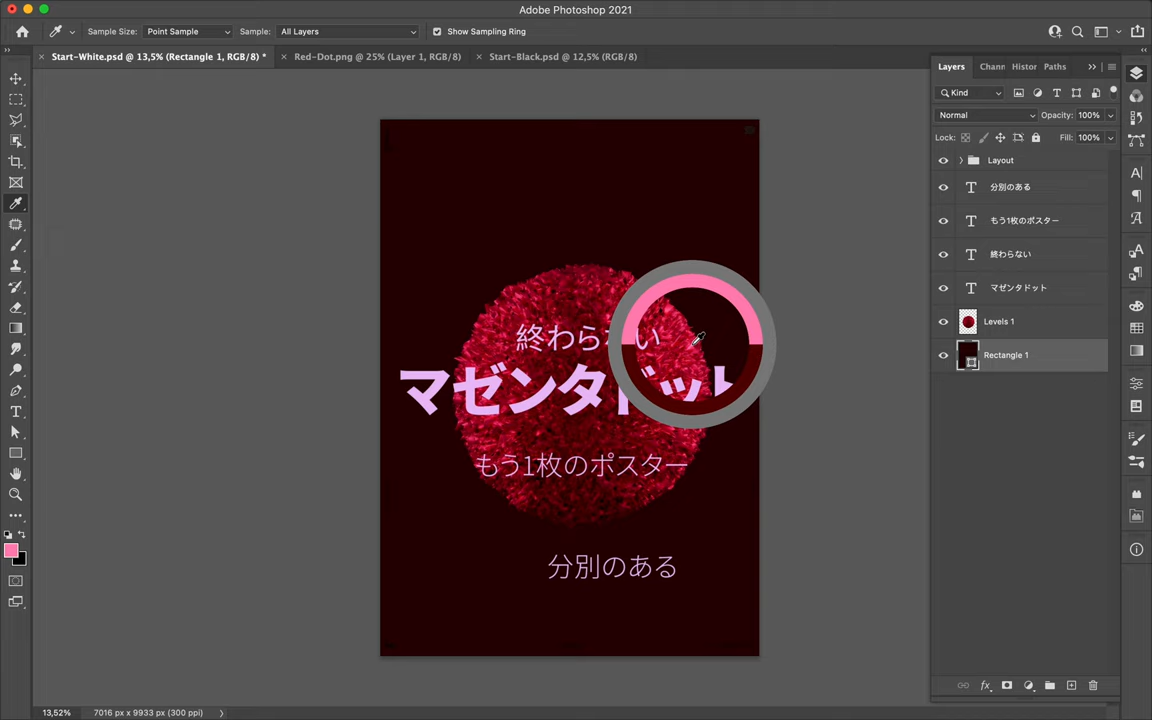 Adobe Photoshop 2021
Sample Size: Point Sample Sample: All Layers Show Sampling Ring
Start-White.psd @ 13,5% (Rectangle 1, RGB/8) * Red-Dot.png @ 25% (Layer 1, RGB/8) Start-Black.psd @ 12,5% (RGB/8)
Layers Chann Histor Paths
Kind
Normal Opacity: 100%
Lock: Fill: 100%
Layout
分別のある
もう1枚のポスター
終わらない
マゼンタドット
Levels 1
Rectangle 1
終わらない
マゼンタドット
もう1枚のポスター
分別のある
13,52% 7016 px x 9933 px (300 ppi)